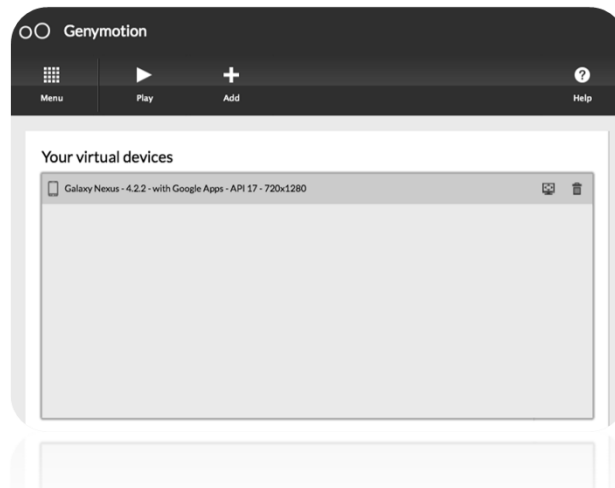 Genymotion
Menu Play Add Help
Your virtual devices
Galaxy Nexus - 4.2.2 - with Google Apps - API 17 - 720x1280